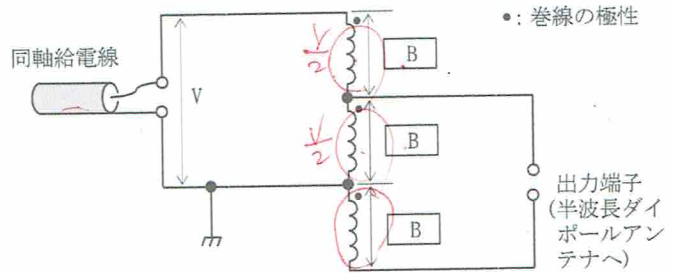 ●: 巻線の極性
同軸給電線
V
V/2
B
V/2
B
B
出力端子
(半波長ダイ
ポールアン
テナへ)